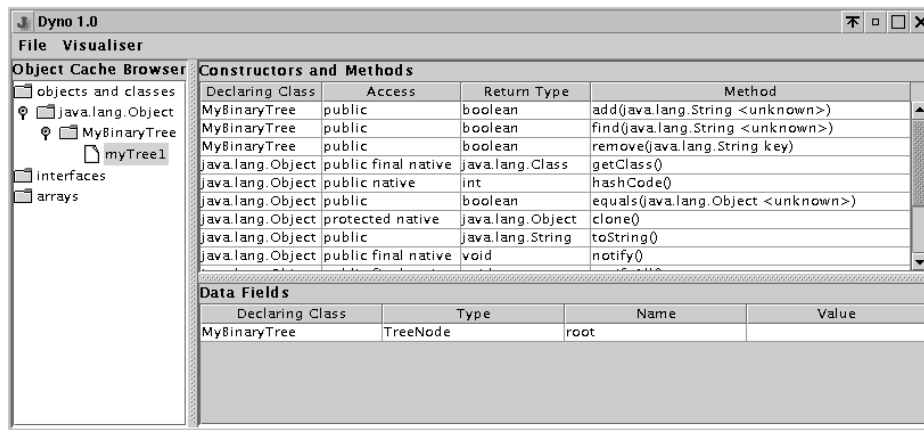 Dyno 1.0
File Visualiser
Object Cache Browser
objects and classes
java.lang.Object
MyBinaryTree
myTree1
interfaces
arrays
Constructors and Methods
Declaring Class Access Return Type Method
MyBinaryTree public boolean add(java.lang.String <unknown>)
MyBinaryTree public boolean find(java.lang.String <unknown>)
MyBinaryTree public boolean remove(java.lang.String key)
java.lang.Object public final native java.lang.Class getClass()
java.lang.Object public native int hashCode()
java.lang.Object public boolean equals(java.lang.Object <unknown>)
java.lang.Object protected native java.lang.Object clone()
java.lang.Object public java.lang.String toString()
java.lang.Object public final native void notify()
Data Fields
Declaring Class Type Name Value
MyBinaryTree TreeNode root